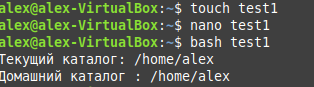 alex@alex-VirtualBox:~$ touch test1
alex@alex-VirtualBox:~$ nano test1
alex@alex-VirtualBox:~$ bash test1
Текущий каталог: /home/alex
Домашний каталог : /home/alex